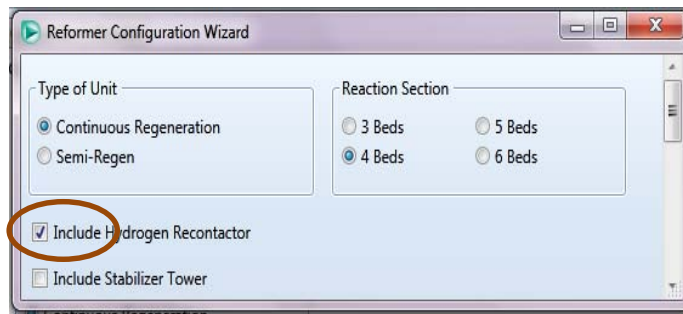 Reformer Configuration Wizard
Type of Unit
Reaction Section
Continuous Regeneration
3 Beds
5 Beds
Semi-Regen
4 Beds
6 Beds
Include Hydrogen Recontactor
Include Stabilizer Tower